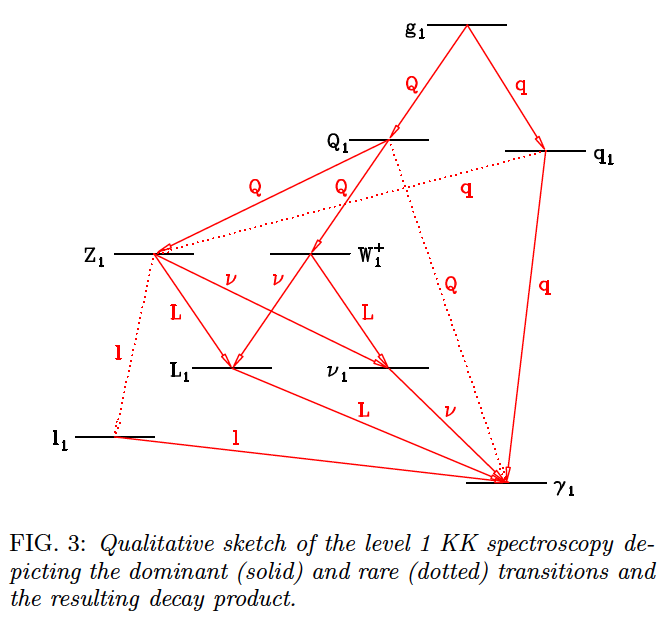 g₁
Q q
Q₁ q₁
Q Q q
Z₁ W₁⁺
ν ν Q q
L L
l L₁ ν₁
L ν
l₁ l
γ₁
FIG. 3: Qualitative sketch of the level 1 KK spectroscopy de-
picting the dominant (solid) and rare (dotted) transitions and
the resulting decay product.